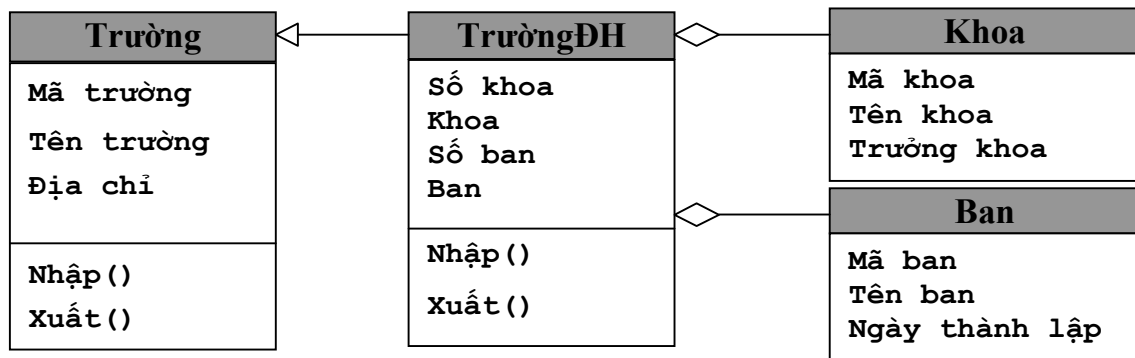 Trường
Mã trường
Tên trường
Địa chỉ
Nhập()
Xuất()
TrườngĐH
Số khoa
Khoa
Số ban
Ban
Nhập()
Xuất()
Khoa
Mã khoa
Tên khoa
Trưởng khoa
Ban
Mã ban
Tên ban
Ngày thành lập